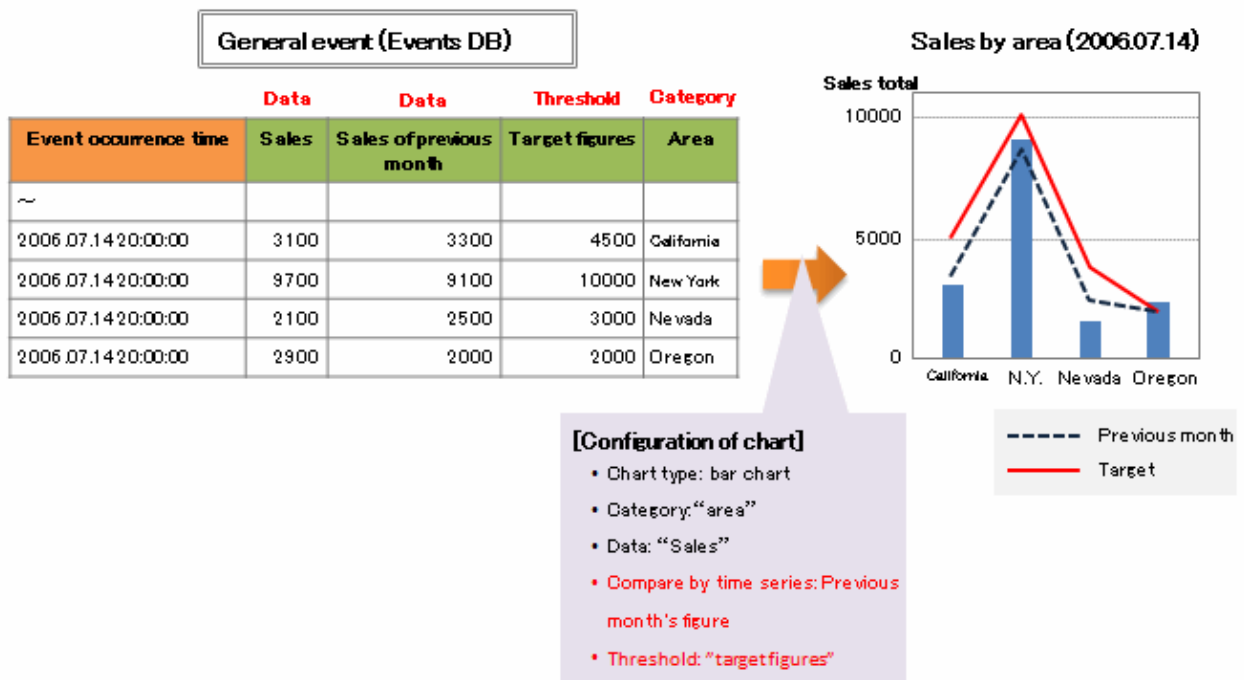 General event (Events DB)
Data Data Threshold Category
Event occurrence time Sales Sales of previous month Target figures Area
~
2006.07.14 20:00:00 3100 3300 4500 California
2006.07.14 20:00:00 9700 9100 10000 New York
2006.07.14 20:00:00 2100 2500 3000 Nevada
2006.07.14 20:00:00 2900 2000 2000 Oregon
Sales by area (2006.07.14)
Sales total
10000
5000
0
California N.Y. Nevada Oregon
Previous month
Target
[Configuration of chart]
• Chart type: bar chart
• Category:“area”
• Data: “Sales”
• Compare by time series: Previous
month's figure
• Threshold: ”target figures”